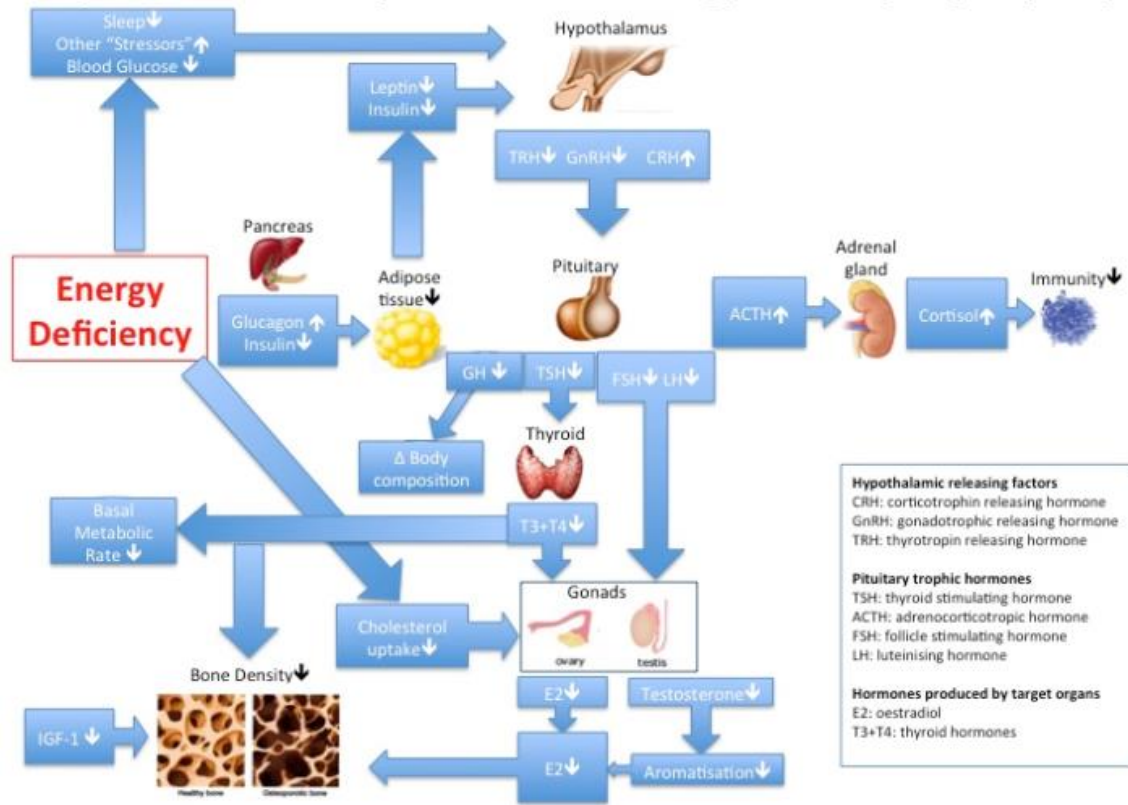 Sleep↓
Other "Stressors"↑
Blood Glucose ↓
Hypothalamus
Leptin↓
Insulin↓
TRH↓ GnRH↓ CRH↑
Pancreas
Energy
Deficiency
Glucagon ↑
Insulin↓
Adipose
tissue↓
Pituitary
ACTH↑
Adrenal
gland
Cortisol↑
Immunity↓
GH ↓
TSH↓
FSH↓ LH↓
Thyroid
Δ Body
composition
Basal
Metabolic
Rate ↓
T3+T4↓
Cholesterol
uptake↓
Gonads
ovary
testis
Bone Density↓
E2↓
Testosterone↓
IGF-1 ↓
E2↓
Aromatisation↓
Healthy bone
Osteoporotic bone
Hypothalamic releasing factors
CRH: corticotrophin releasing hormone
GnRH: gonadotrophic releasing hormone
TRH: thyrotropin releasing hormone
Pituitary trophic hormones
TSH: thyroid stimulating hormone
ACTH: adrenocorticotropic hormone
FSH: follicle stimulating hormone
LH: luteinising hormone
Hormones produced by target organs
E2: oestradiol
T3+T4: thyroid hormones